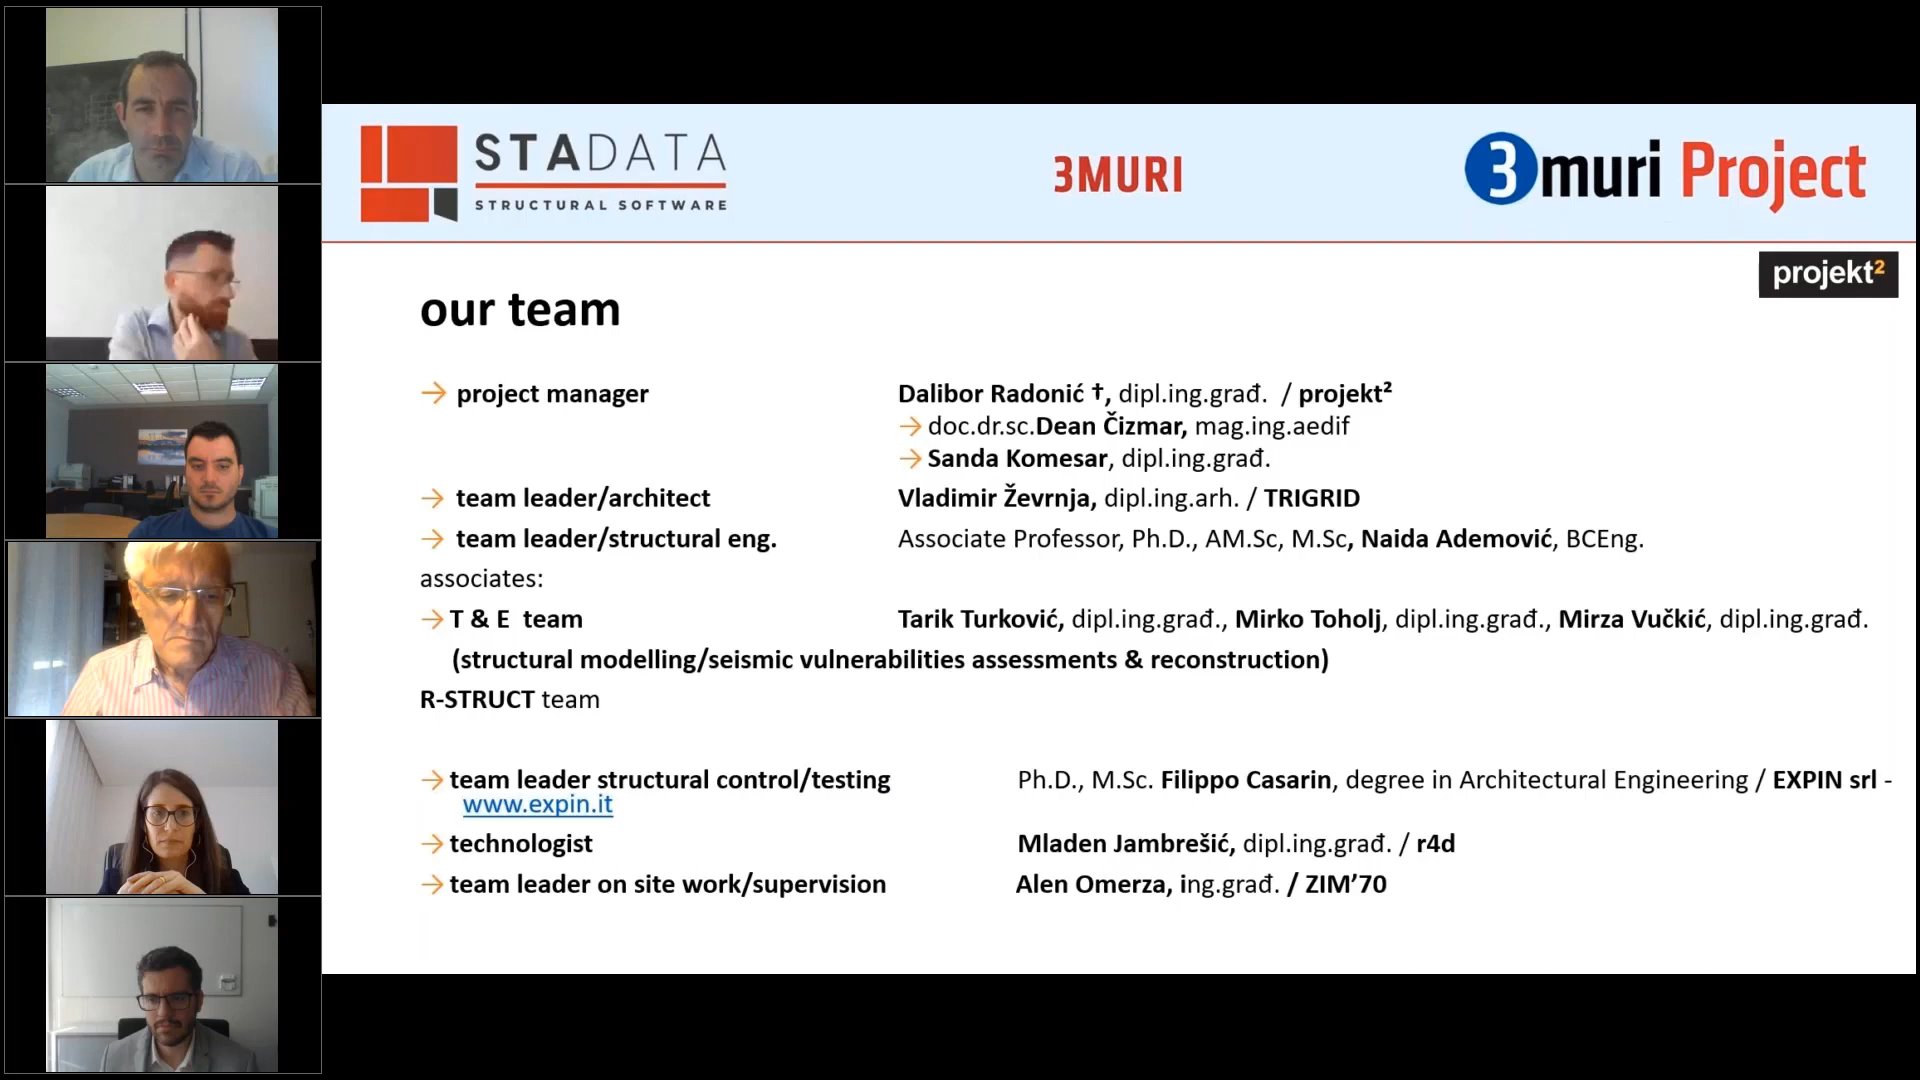 STADATA
STRUCTURAL SOFTWARE
3MURI
3muri Project
projekt²
our team
→ project manager Dalibor Radonić †, dipl.ing.građ. / projekt²
→ doc.dr.sc.Dean Čizmar, mag.ing.aedif
→ Sanda Komesar, dipl.ing.građ.
→ team leader/architect Vladimir Ževrnja, dipl.ing.arh. / TRIGRID
→ team leader/structural eng. Associate Professor, Ph.D., AM.Sc, M.Sc, Naida Ademović, BCEng.
associates:
→ T & E team Tarik Turković, dipl.ing.građ., Mirko Toholj, dipl.ing.građ., Mirza Vučkić, dipl.ing.građ.
(structural modelling/seismic vulnerabilities assessments & reconstruction)
R-STRUCT team
→ team leader structural control/testing Ph.D., M.Sc. Filippo Casarin, degree in Architectural Engineering / EXPIN srl -
www.expin.it
→ technologist Mladen Jambrešić, dipl.ing.građ. / r4d
→ team leader on site work/supervision Alen Omerza, ing.građ. / ZIM’70